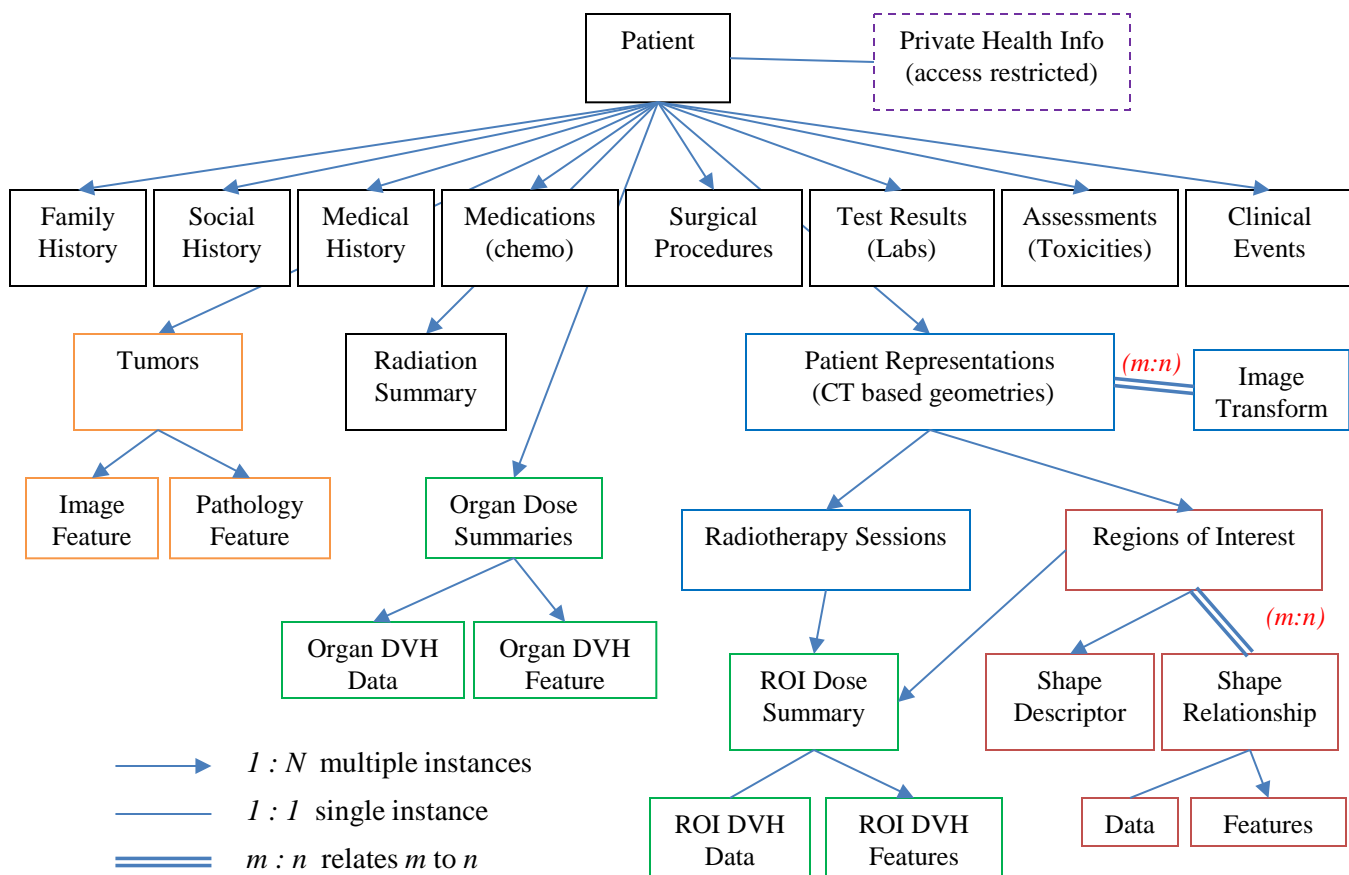 Patient
Private Health Info
(access restricted)
Family
History
Social
History
Medical
History
Medications
(chemo)
Surgical
Procedures
Test Results
(Labs)
Assessments
(Toxicities)
Clinical
Events
Tumors
Radiation
Summary
Patient Representations
(CT based geometries)
(m:n)
Image
Transform
Image
Feature
Pathology
Feature
Organ Dose
Summaries
Radiotherapy Sessions
Regions of Interest
(m:n)
Organ DVH
Data
Organ DVH
Feature
ROI Dose
Summary
Shape
Descriptor
Shape
Relationship
1 : N multiple instances
1 : 1 single instance
m : n relates m to n
ROI DVH
Data
ROI DVH
Features
Data
Features